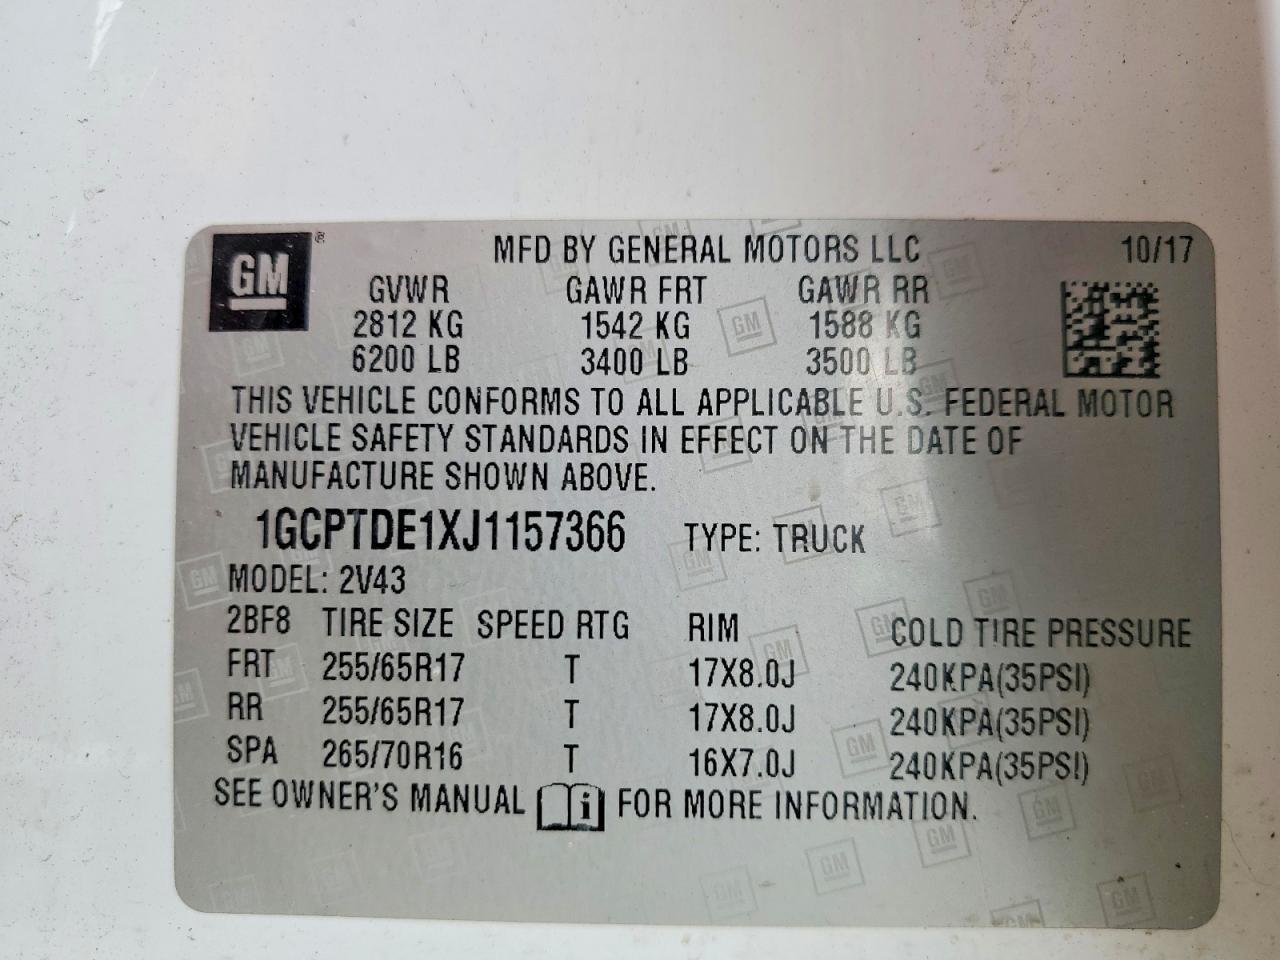 GM ®
MFD BY GENERAL MOTORS LLC 10/17
GVWR GAWR FRT GAWR RR
2812 KG 1542 KG 1588 KG
6200 LB 3400 LB 3500 LB
THIS VEHICLE CONFORMS TO ALL APPLICABLE U.S. FEDERAL MOTOR
VEHICLE SAFETY STANDARDS IN EFFECT ON THE DATE OF
MANUFACTURE SHOWN ABOVE.
1GCPTDE1XJ1157366 TYPE: TRUCK
MODEL: 2V43
2BF8 TIRE SIZE SPEED RTG RIM COLD TIRE PRESSURE
FRT 255/65R17 T 17X8.0J 240KPA(35PSI)
RR 255/65R17 T 17X8.0J 240KPA(35PSI)
SPA 265/70R16 T 16X7.0J 240KPA(35PSI)
SEE OWNER'S MANUAL i FOR MORE INFORMATION.